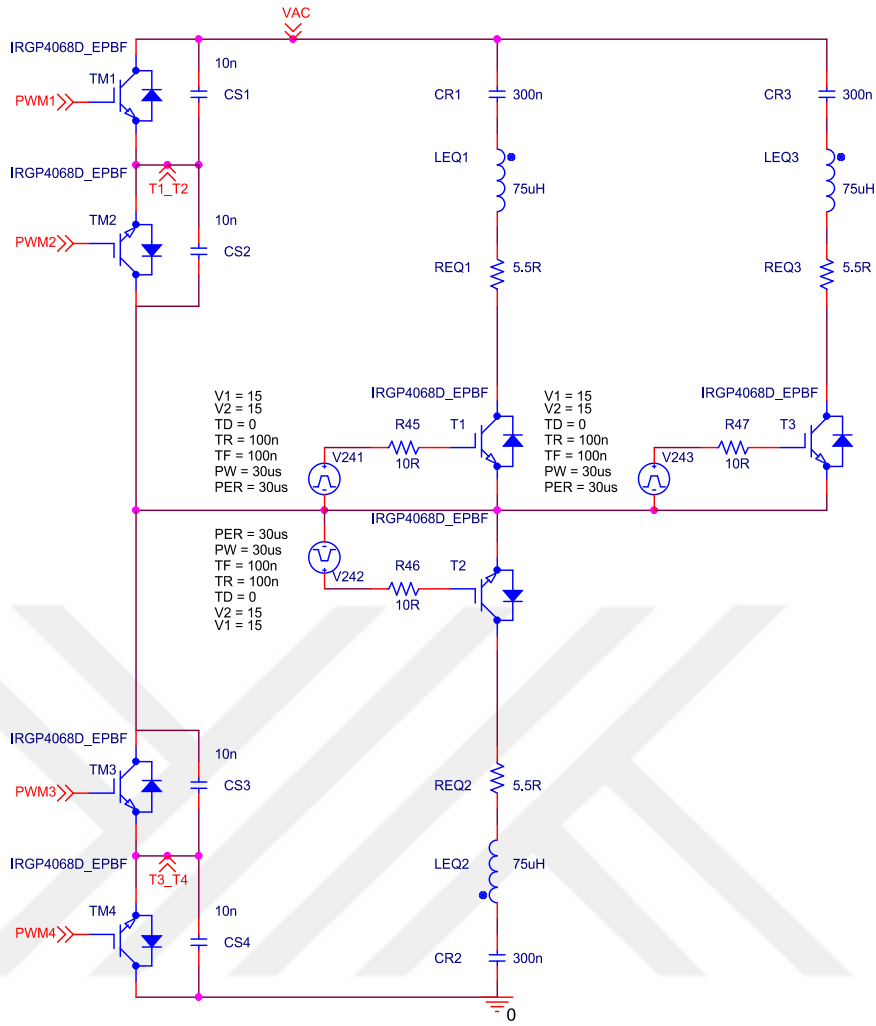 VAC
IRGP4068D_EPBF
10n
TM1
CS1
PWM1
CR1
300n
CR3
300n
LEQ1
75uH
LEQ3
75uH
IRGP4068D_EPBF
T1_T2
10n
TM2
CS2
PWM2
REQ1
5.5R
REQ3
5.5R
V1 = 15
V2 = 15
TD = 0
TR = 100n
TF = 100n
PW = 30us
PER = 30us
IRGP4068D_EPBF
R45
T1
10R
V241
V1 = 15
V2 = 15
TD = 0
TR = 100n
TF = 100n
PW = 30us
PER = 30us
IRGP4068D_EPBF
R47
T3
10R
V243
PER = 30us
PW = 30us
TF = 100n
TR = 100n
TD = 0
V2 = 15
V1 = 15
IRGP4068D_EPBF
R46
T2
10R
V242
IRGP4068D_EPBF
10n
TM3
CS3
PWM3
REQ2
5.5R
IRGP4068D_EPBF
T3_T4
10n
TM4
CS4
PWM4
LEQ2
75uH
CR2
300n
0